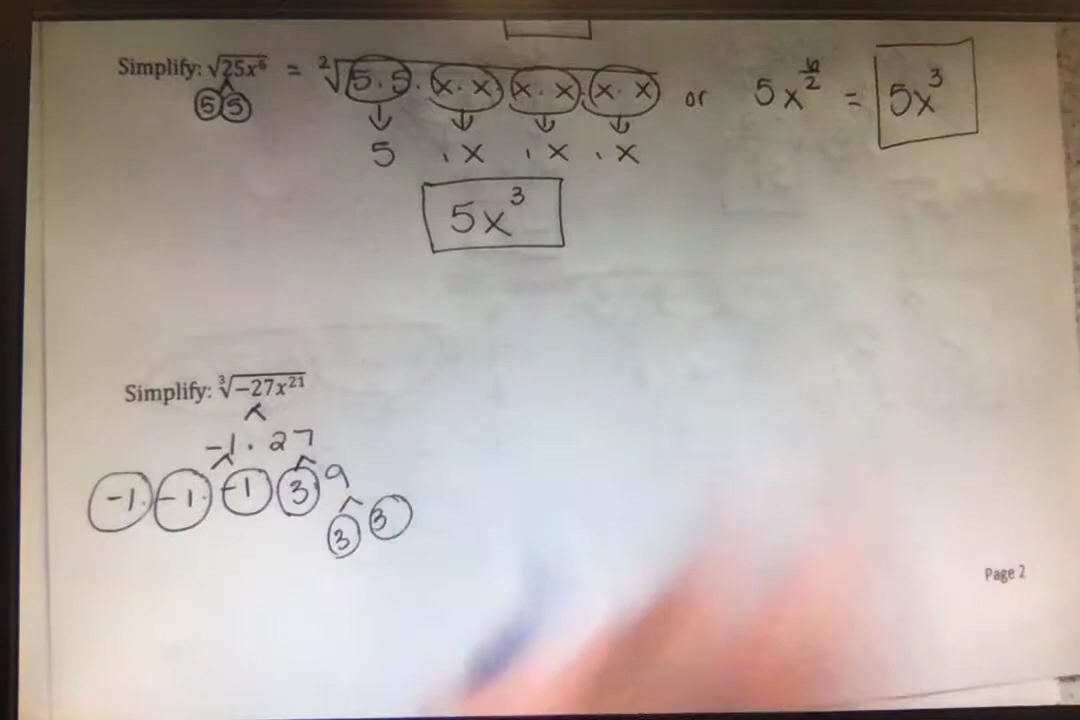 Simplify: √25x⁶ = ²√5·5·x·x·x·x·x·x or 5x^(6/2) = 5x³
5 5
5 · x · x · x
5x³
Simplify: ³√−27x²¹
-1 · 27
-1 · -1 · -1 3 9
3 3
Page 2